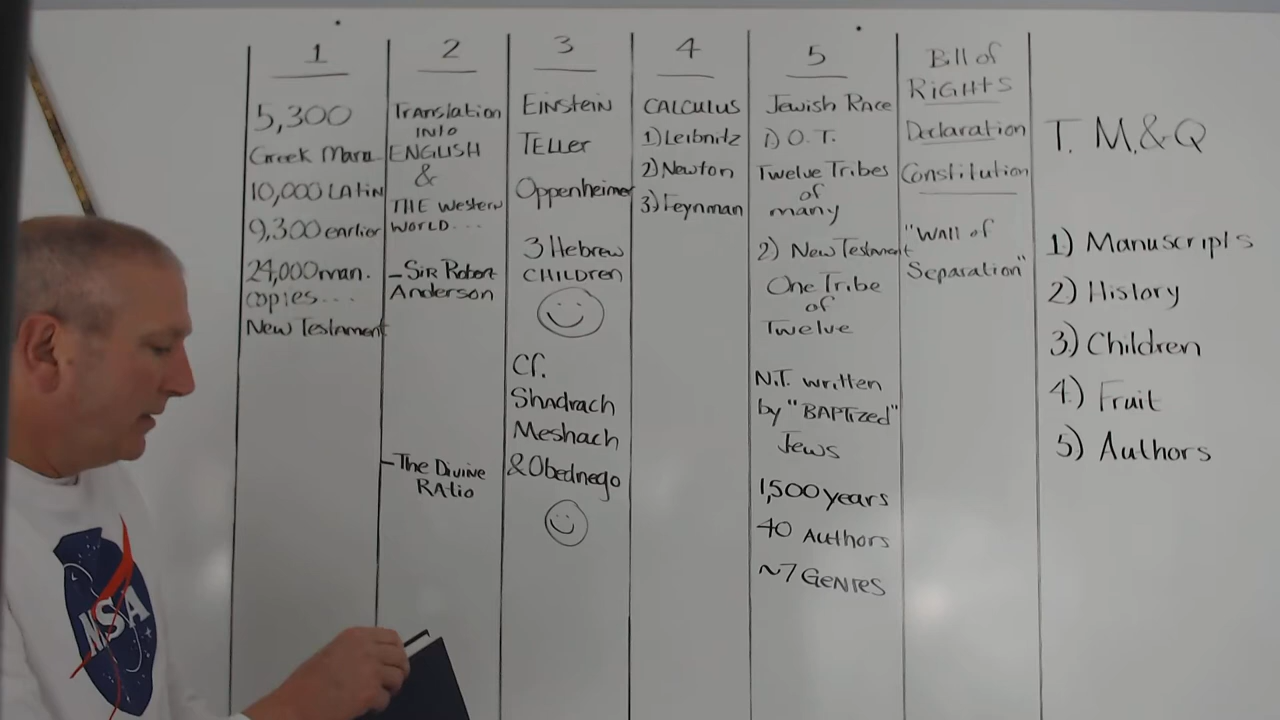 1
5,300
Greek Manu
10,000 LATIN
9,300 earlier
24,000 man.
copies...
New Testament
2
Translation
INto
ENGLISH
&
THE Western
WORLD....
-SIR Robert
Anderson
-The Divine
RAtio
3
EINSTEIN
TELLer
Oppenheimer
3 Hebrew
CHILDREN
Cf.
Shadrach
Meshach
& Obednego
4
CALCULUS
1) Leibnitz
2) Newton
3) Feynman
5
Jewish Race
1) O.T.
Twelve Tribes
of
many
2) New Testament
One Tribe
of
Twelve
N.T. written
by "BAPTized"
Jews
1,500 years
40 Authors
~7 GeNres
Bill of
RiGHtS
Declaration
Constitution
"Wall of
Separation"
T. M.& Q
1) Manuscripts
2) History
3) Children
4) Fruit
5) Authors
NSA